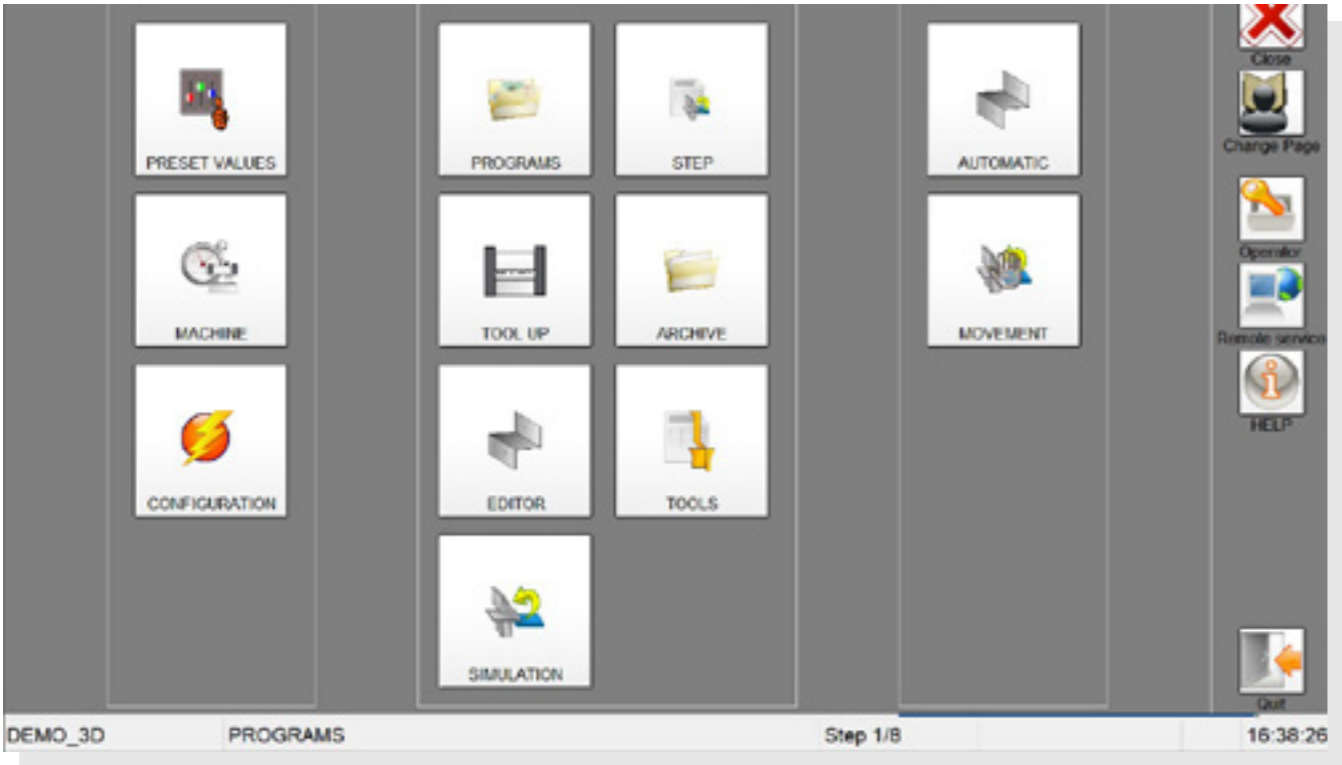 PRESET VALUES
PROGRAMS
STEP
AUTOMATIC
Close
Change Page
MACHINE
TOOL UP
ARCHIVE
MOVEMENT
Operator
Remote service
HELP
CONFIGURATION
EDITOR
TOOLS
SIMULATION
Quit
DEMO_3D PROGRAMS Step 1/8 16:38:26